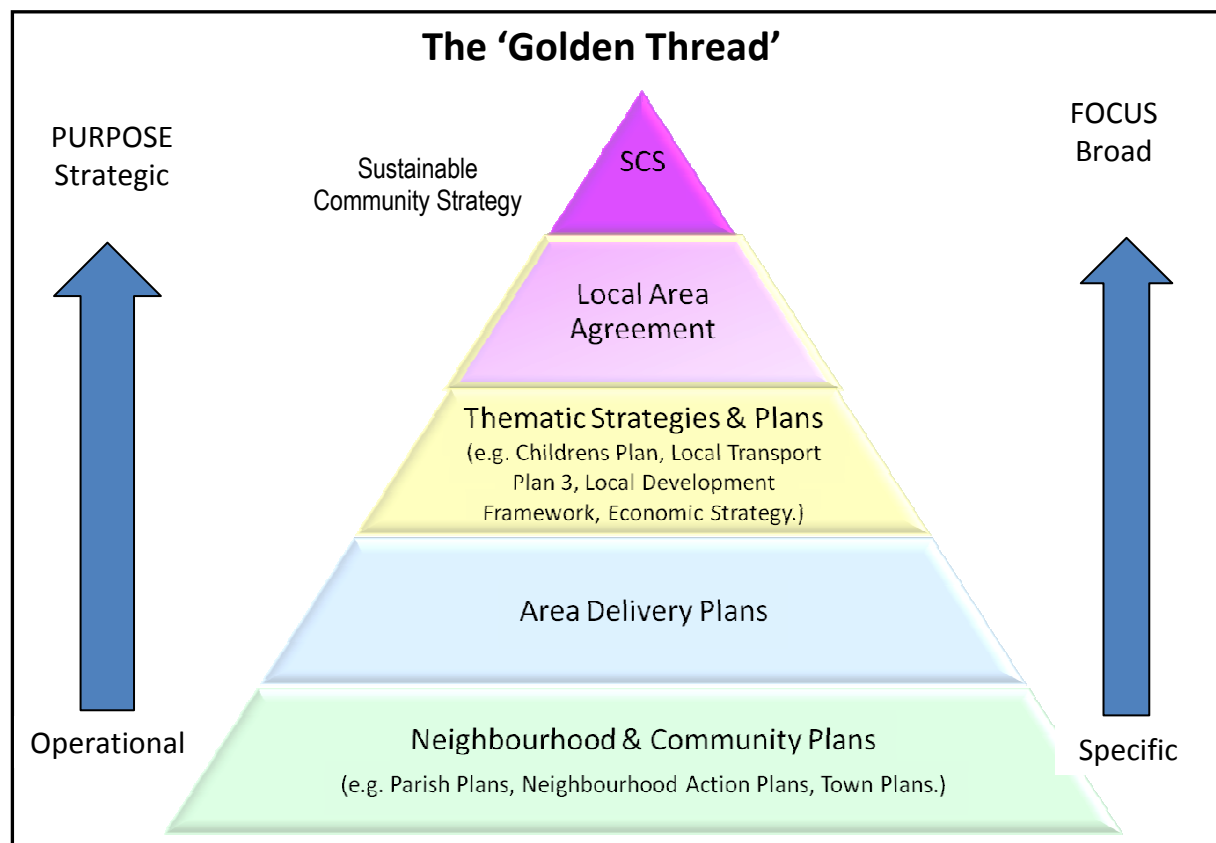 The ‘Golden Thread’
PURPOSE
Strategic
FOCUS
Broad
Sustainable
Community Strategy
SCS
Local Area
Agreement
Thematic Strategies & Plans
(e.g. Childrens Plan, Local Transport
Plan 3, Local Development
Framework, Economic Strategy.)
Area Delivery Plans
Operational
Neighbourhood & Community Plans
(e.g. Parish Plans, Neighbourhood Action Plans, Town Plans.)
Specific